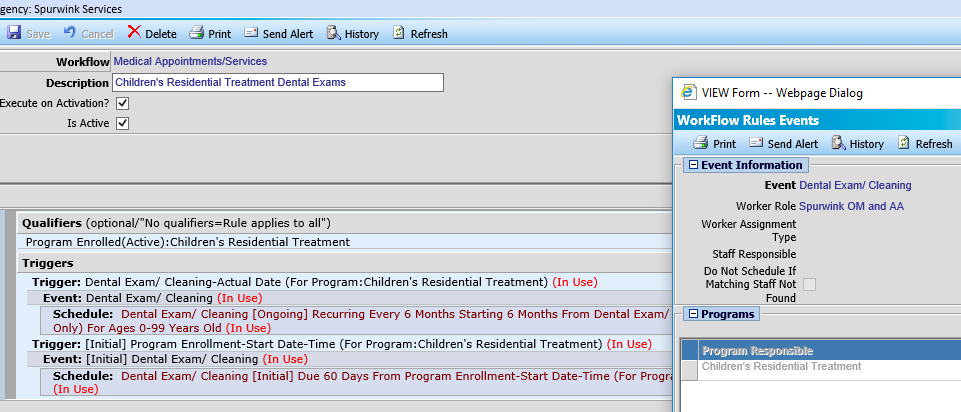 gency: Spurwink Services
Save Cancel Delete Print Send Alert History Refresh
Workflow Medical Appointments/Services
Description Children's Residential Treatment Dental Exams
Execute on Activation?
Is Active
Qualifiers (optional/"No qualifiers=Rule applies to all")
Program Enrolled(Active):Children's Residential Treatment
Triggers
Trigger: Dental Exam/ Cleaning-Actual Date (For Program:Children's Residential Treatment) (In Use)
Event: Dental Exam/ Cleaning (In Use)
Schedule: Dental Exam/ Cleaning [Ongoing] Recurring Every 6 Months Starting 6 Months From Dental Exam/
Only) For Ages 0-99 Years Old (In Use)
Trigger: [Initial] Program Enrollment-Start Date-Time (For Program:Children's Residential Treatment) (In Use)
Event: [Initial] Dental Exam/ Cleaning (In Use)
Schedule: Dental Exam/ Cleaning [Initial] Due 60 Days From Program Enrollment-Start Date-Time (For Progra
(In Use)
VIEW Form -- Webpage Dialog
WorkFlow Rules Events
Print Send Alert History Refresh
Event Information
Event Dental Exam/ Cleaning
Worker Role Spurwink OM and AA
Worker Assignment
Type
Staff Responsible
Do Not Schedule If
Matching Staff Not
Found
Programs
Program Responsible
Children's Residential Treatment